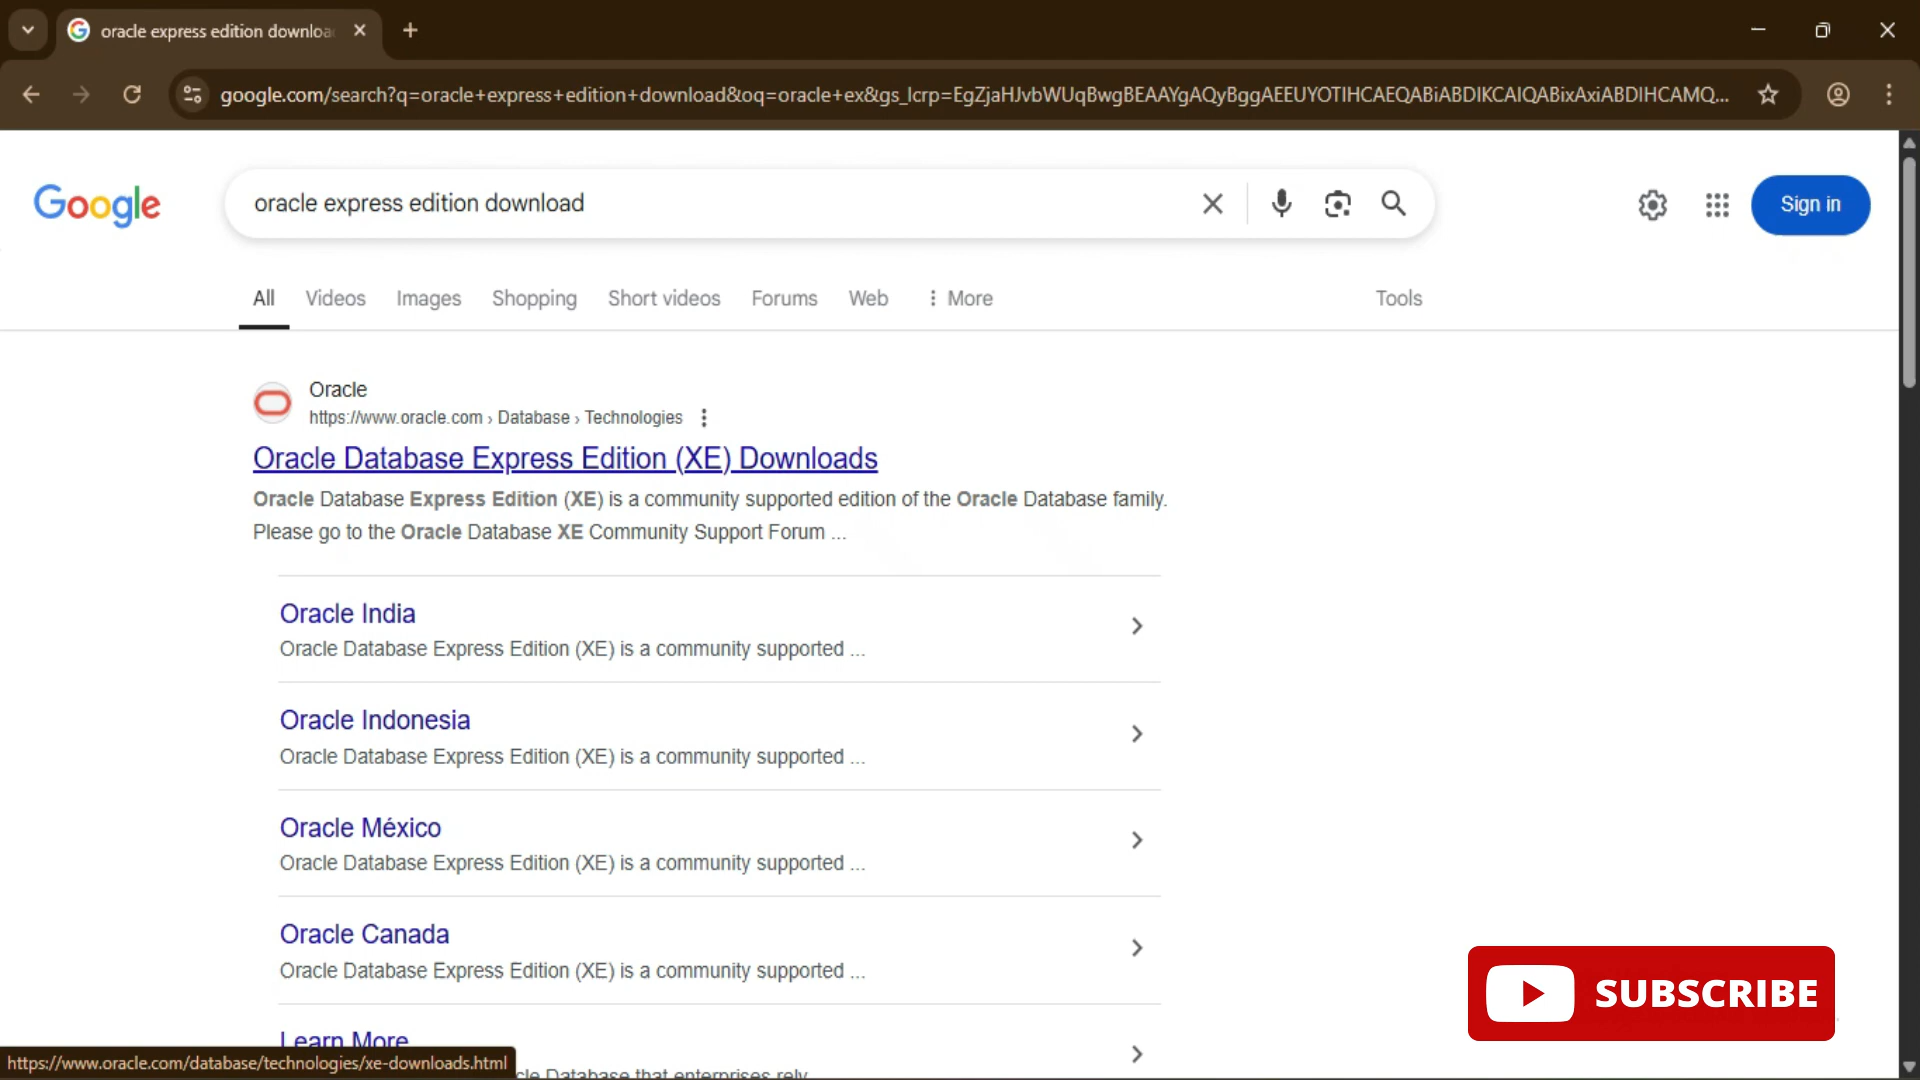 oracle express edition downloa
google.com/search?q=oracle+express+edition+download&oq=oracle+ex&gs_lcrp=EgZjaHJvbWUqBwgBEAAYgAQyBggAEEUYOTIHCAEQABiABDIKCAIQABixAxiABDIHCAMQ...
Google
oracle express edition download
Sign in
All Videos Images Shopping Short videos Forums Web More Tools
Oracle
https://www.oracle.com › Database › Technologies
Oracle Database Express Edition (XE) Downloads
Oracle Database Express Edition (XE) is a community supported edition of the Oracle Database family.
Please go to the Oracle Database XE Community Support Forum ...
Oracle India
Oracle Database Express Edition (XE) is a community supported ...
Oracle Indonesia
Oracle Database Express Edition (XE) is a community supported ...
Oracle México
Oracle Database Express Edition (XE) is a community supported ...
Oracle Canada
Oracle Database Express Edition (XE) is a community supported ...
SUBSCRIBE
Learn More
https://www.oracle.com/database/technologies/xe-downloads.html
cle Database that enterprises rely